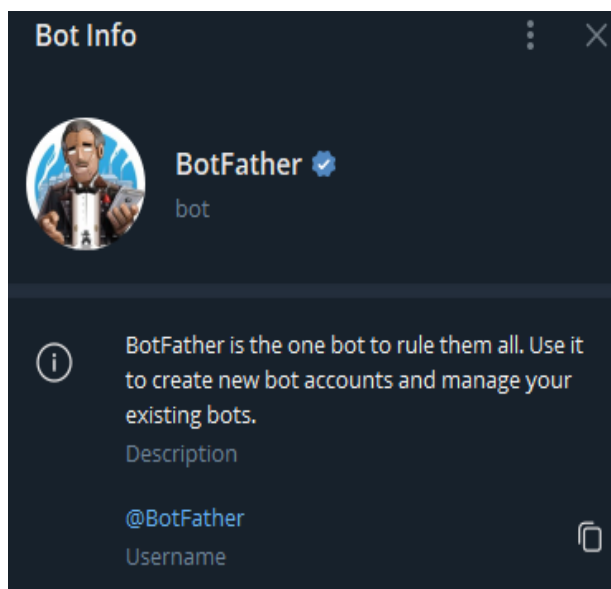 Bot Info
BotFather
bot
BotFather is the one bot to rule them all. Use it
to create new bot accounts and manage your
existing bots.
Description
@BotFather
Username